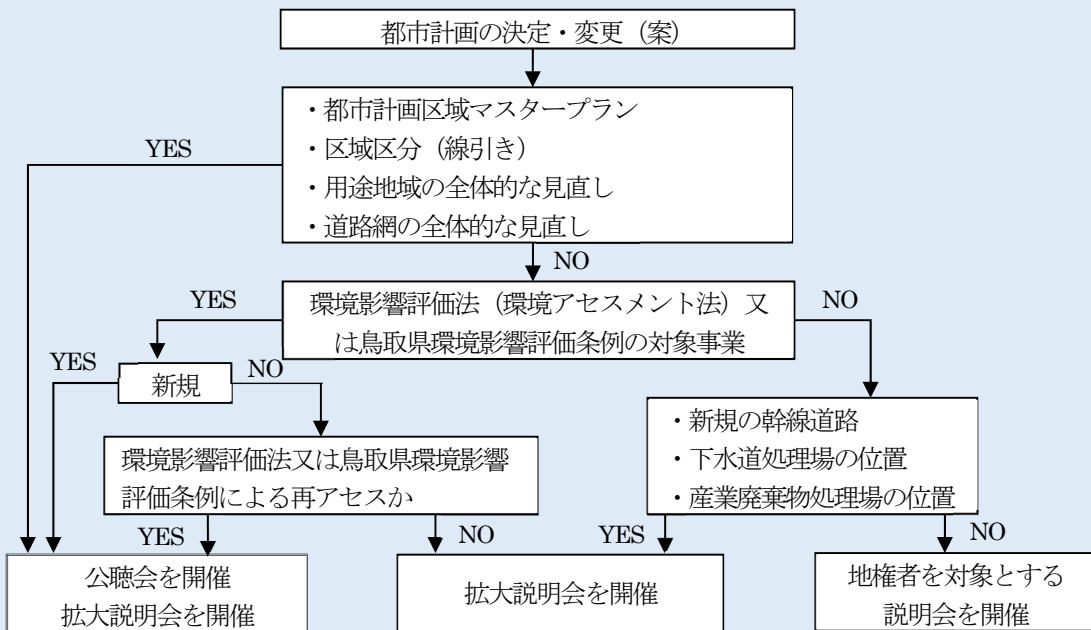 都市計画の決定・変更（案）
・都市計画区域マスタープラン
・区域区分（線引き）
・用途地域の全体的な見直し
・道路網の全体的な見直し
YES
NO
環境影響評価法（環境アセスメント法）又
は鳥取県環境影響評価条例の対象事業
YES
NO
新規
YES
NO
環境影響評価法又は鳥取県環境影響
評価条例による再アセスか
・新規の幹線道路
・下水道処理場の位置
・産業廃棄物処理場の位置
YES
NO
YES
NO
公聴会を開催
拡大説明会を開催
拡大説明会を開催
地権者を対象とする
説明会を開催